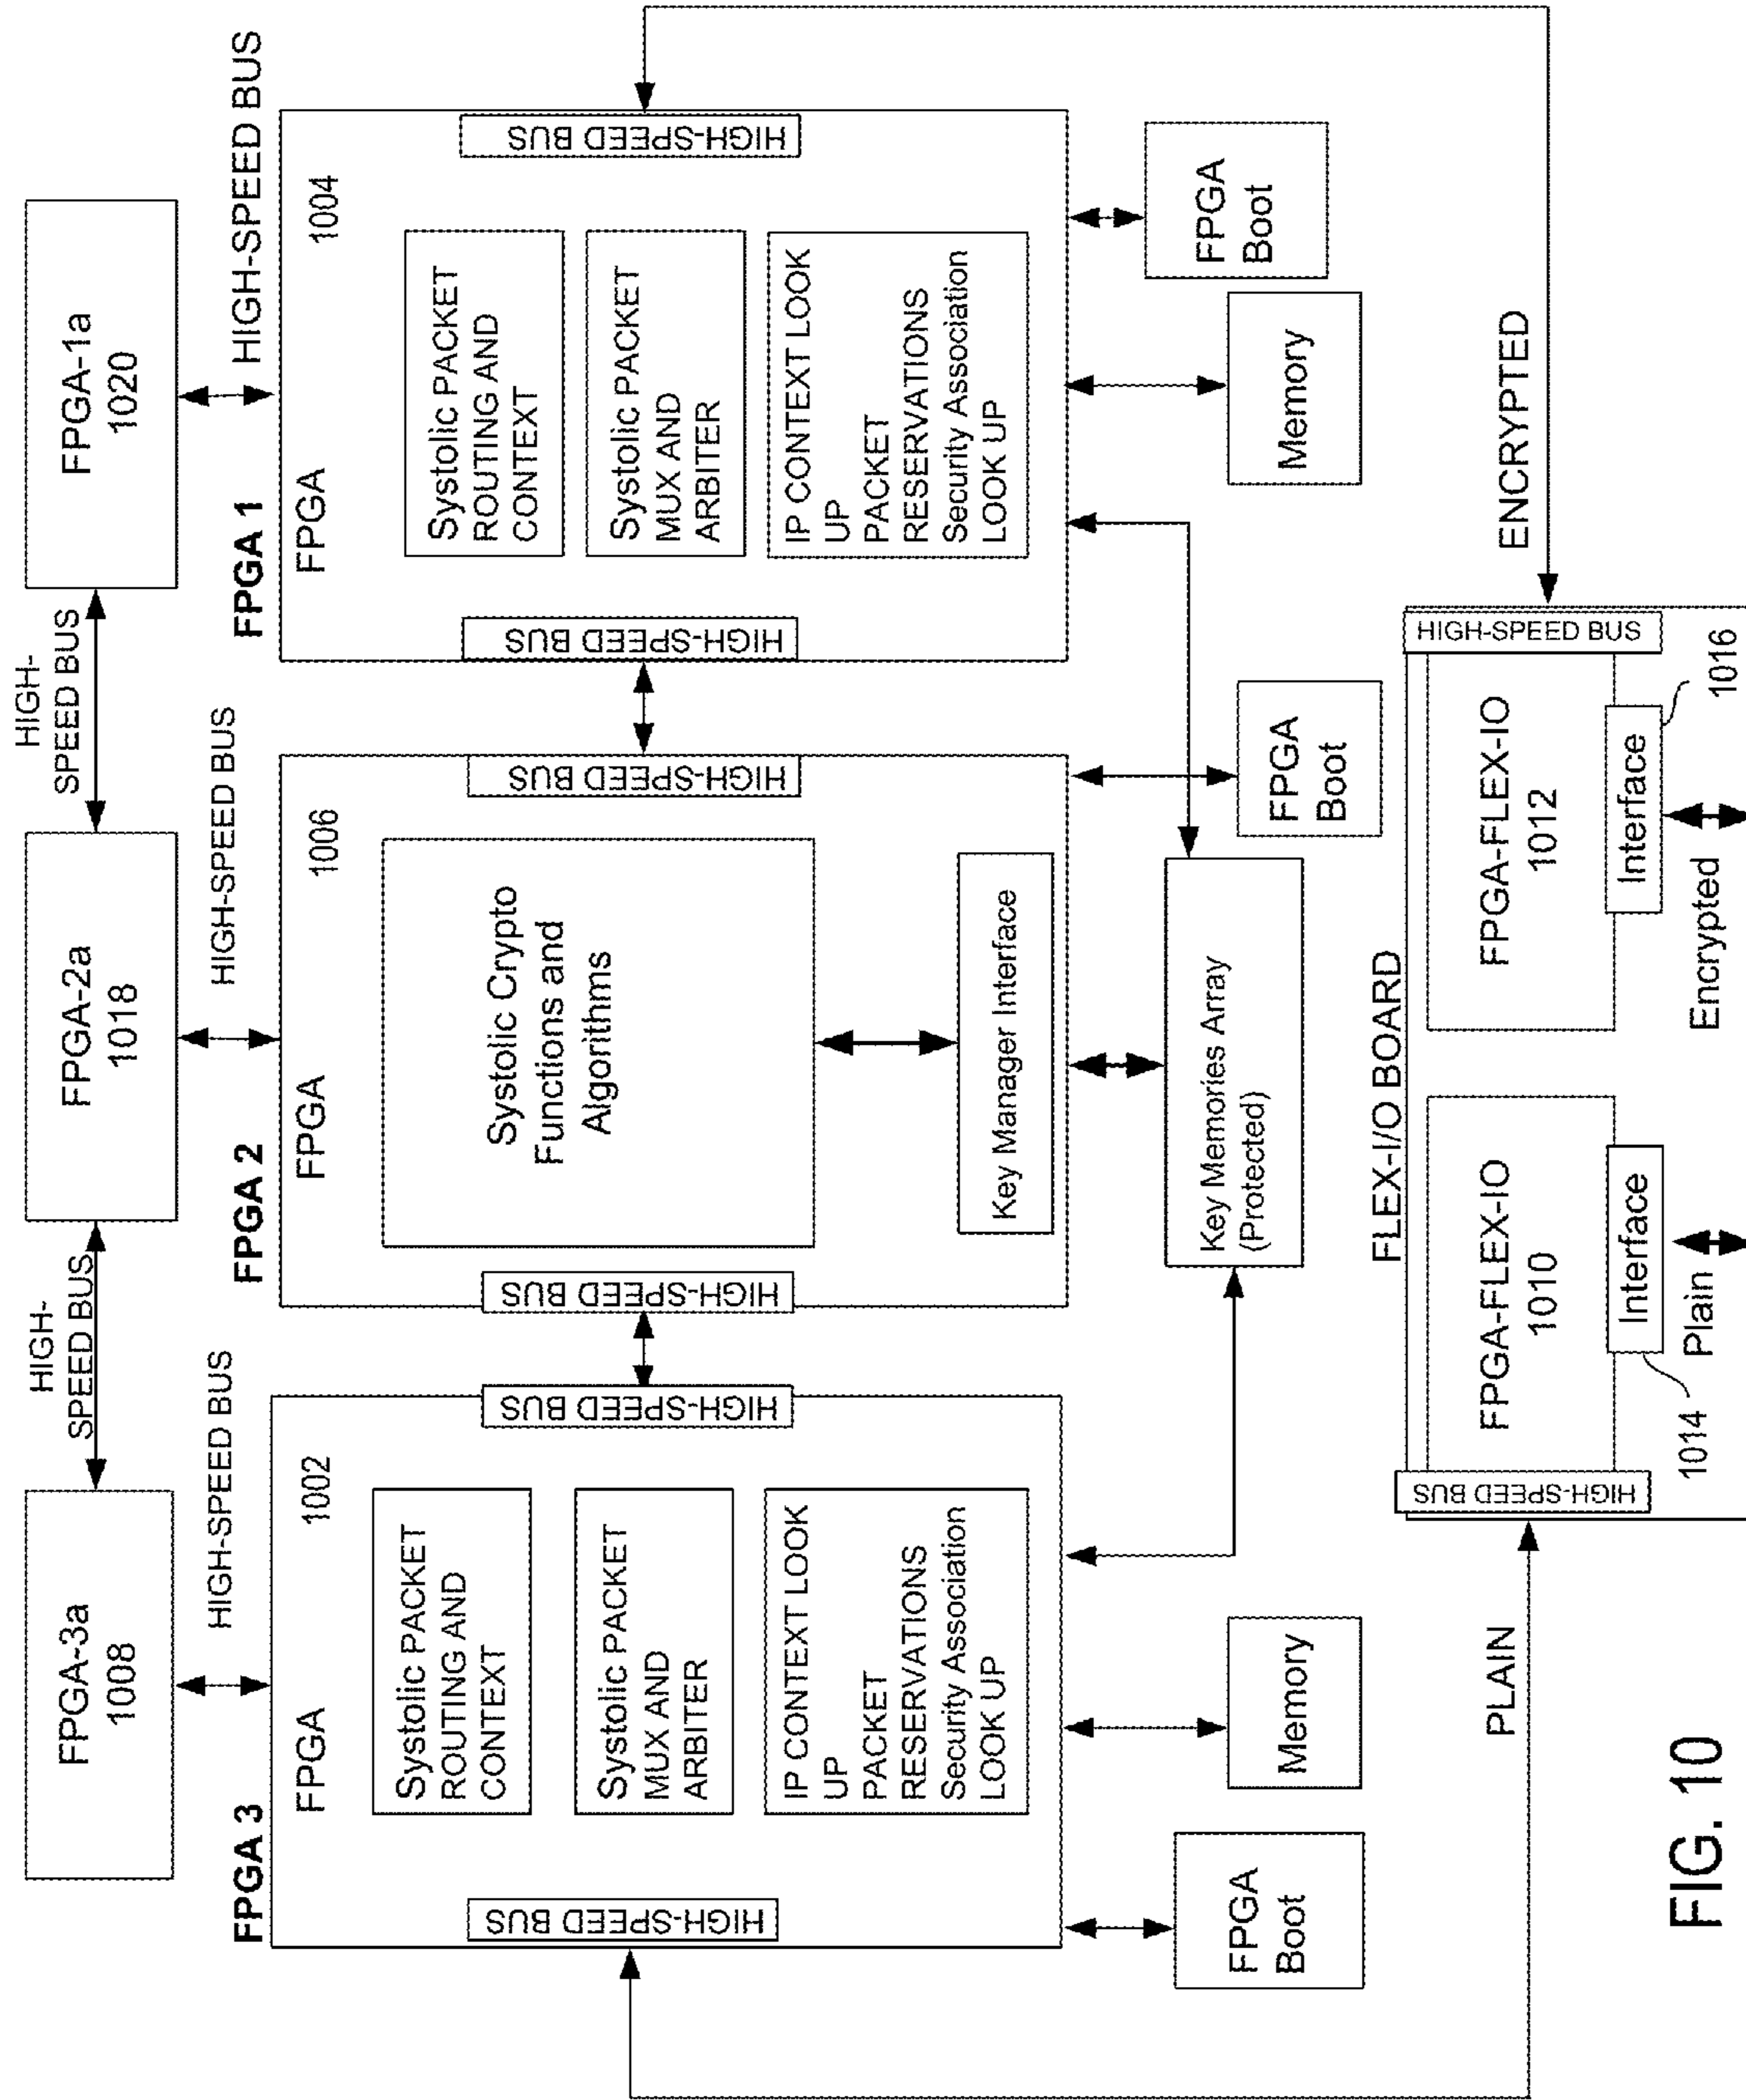 HIGH-
SPEED BUS
HIGH-
SPEED BUS
FPGA-3a
1008
FPGA-2a
1018
FPGA-1a
1020
HIGH-SPEED BUS
HIGH-SPEED BUS
HIGH-SPEED BUS
FPGA 3
FPGA
1002
Systolic PACKET
ROUTING AND
CONTEXT
Systolic PACKET
MUX AND
ARBITER
IP CONTEXT LOOK
UP
PACKET
RESERVATIONS
Security Association
LOOK UP
HIGH-SPEED BUS
HIGH-SPEED BUS
FPGA 2
FPGA
1006
Systolic Crypto
Functions and
Algorithms
Key Manager Interface
HIGH-SPEED BUS
HIGH-SPEED BUS
FPGA 1
FPGA
1004
Systolic PACKET
ROUTING AND
CONTEXT
Systolic PACKET
MUX AND
ARBITER
IP CONTEXT LOOK
UP
PACKET
RESERVATIONS
Security Association
LOOK UP
HIGH-SPEED BUS
HIGH-SPEED BUS
FPGA
Boot
Memory
Key Memories Array
(Protected)
FPGA
Boot
Memory
FPGA
Boot
PLAIN
ENCRYPTED
FLEX-I/O BOARD
HIGH-SPEED BUS
FPGA-FLEX-IO
1010
Interface
1014
Plain
FPGA-FLEX-IO
1012
Interface
1016
Encrypted
HIGH-SPEED BUS
FIG. 10